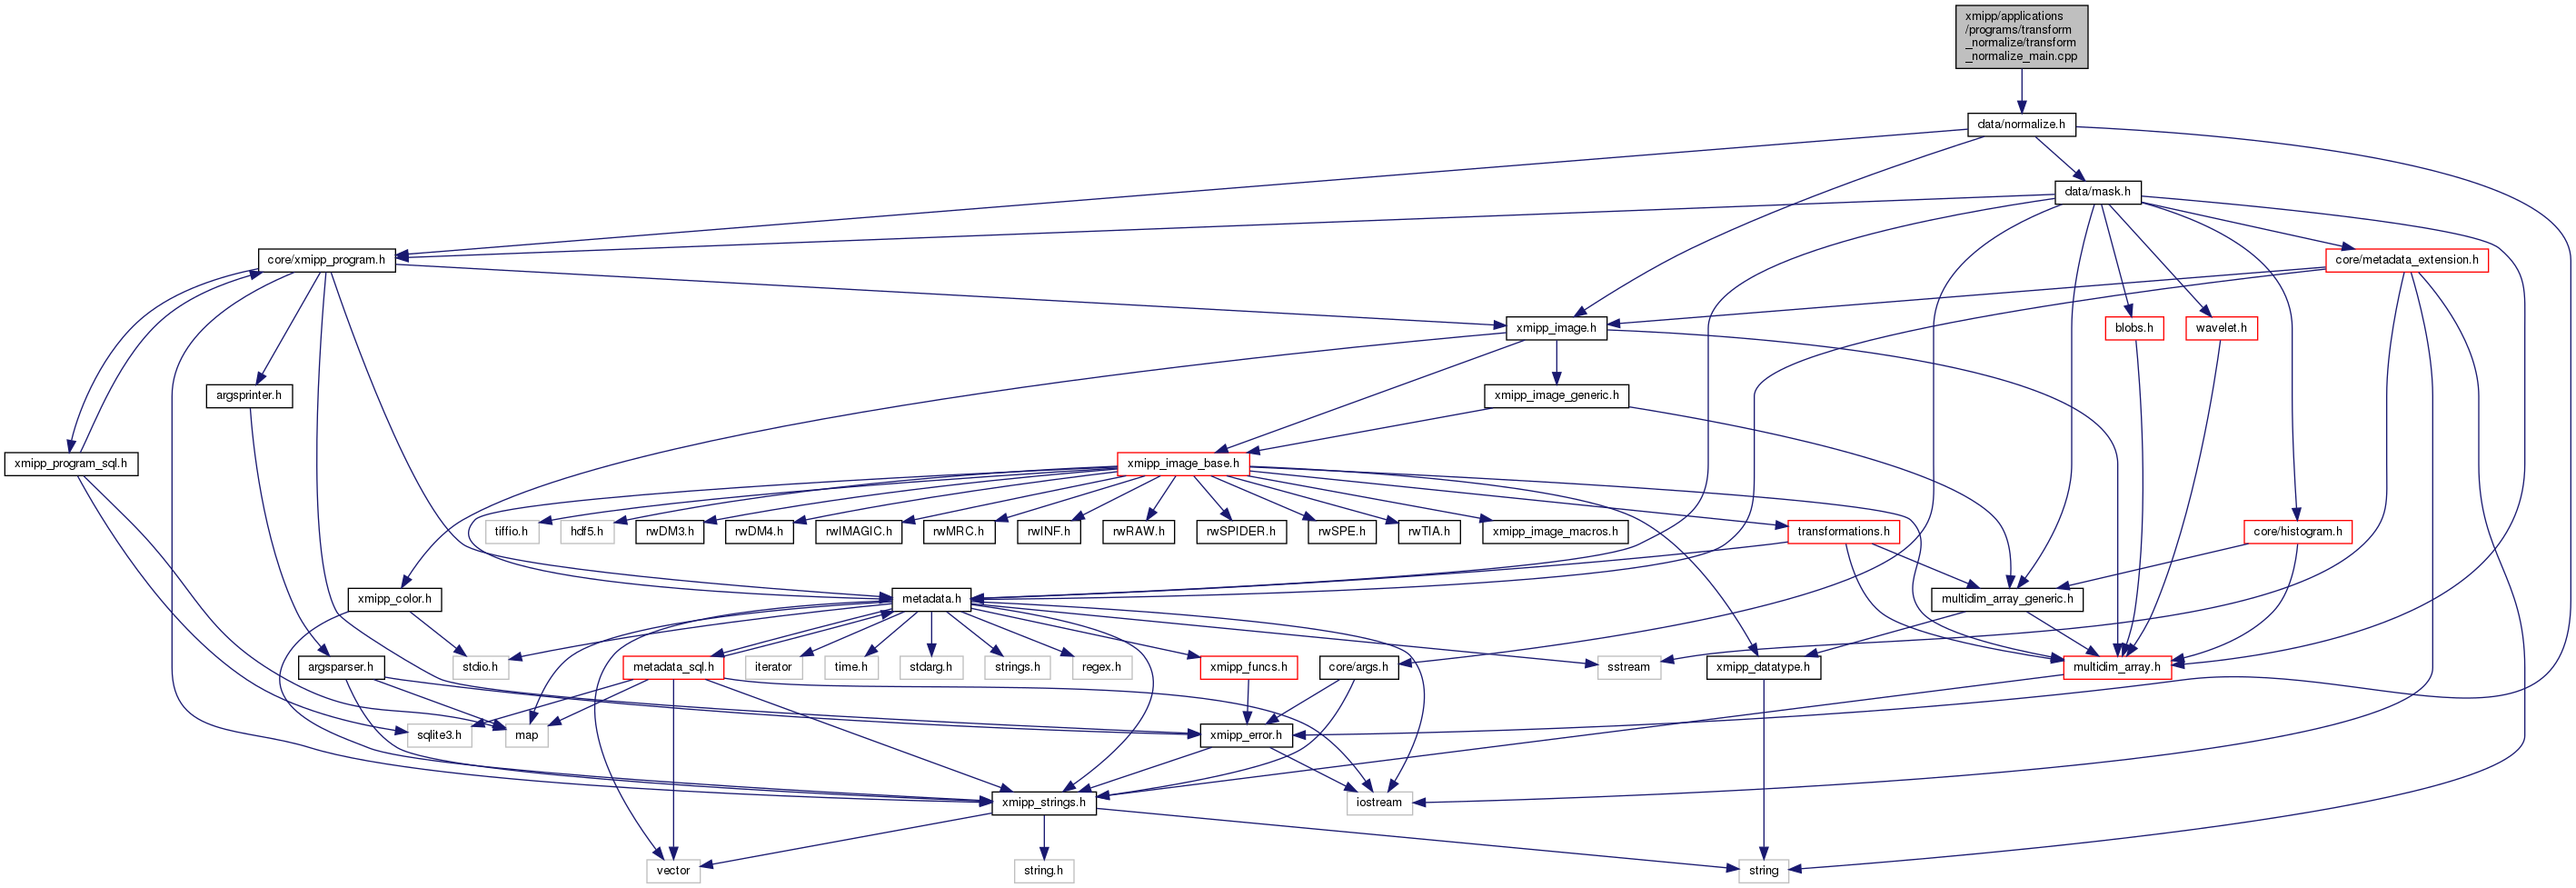 xmipp/applications
/programs/transform
_normalize/transform
_normalize_main.cpp
data/normalize.h
data/mask.h
core/xmipp_program.h
core/metadata_extension.h
xmipp_image.h
blobs.h
wavelet.h
argsprinter.h
xmipp_image_generic.h
xmipp_program_sql.h
xmipp_image_base.h
tiffio.h
hdf5.h
rwDM3.h
rwDM4.h
rwIMAGIC.h
rwMRC.h
rwINF.h
rwRAW.h
rwSPIDER.h
rwSPE.h
rwTIA.h
xmipp_image_macros.h
transformations.h
core/histogram.h
xmipp_color.h
metadata.h
multidim_array_generic.h
argsparser.h
stdio.h
metadata_sql.h
iterator
time.h
stdarg.h
strings.h
regex.h
xmipp_funcs.h
core/args.h
sstream
xmipp_datatype.h
multidim_array.h
sqlite3.h
map
xmipp_error.h
xmipp_strings.h
iostream
vector
string.h
string